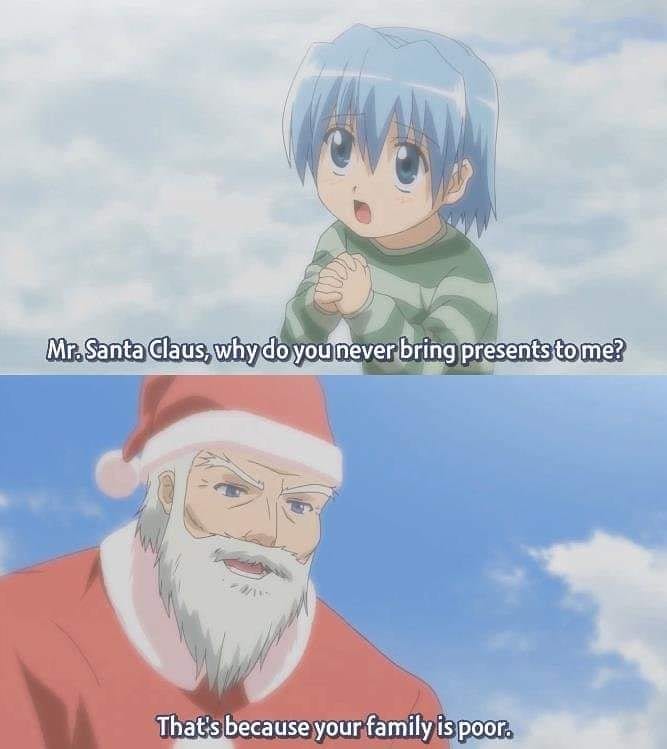 Mr. Santa Claus, why do you never bring presents to me?
That's because your family is poor.